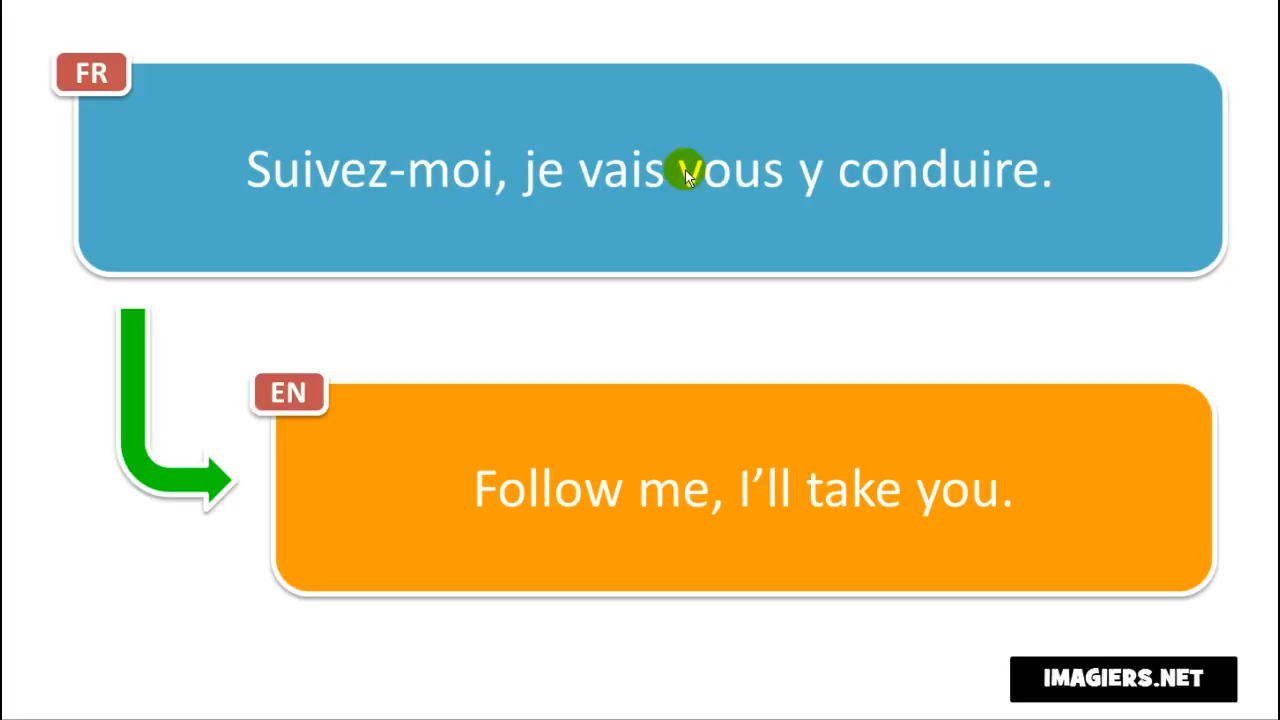 FR
Suivez-moi, je vais vous y conduire.
EN
Follow me, I’ll take you.
IMAGIERS.NET